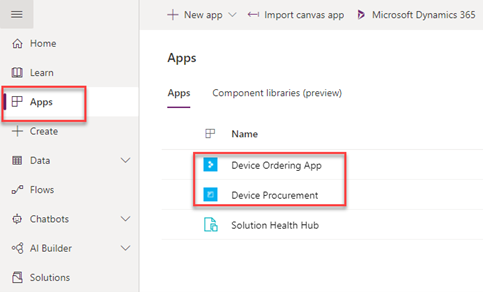 New app Import canvas app Microsoft Dynamics 365
Home
Learn
Apps
Create
Data
Flows
Chatbots
AI Builder
Solutions
Apps
Apps Component libraries (preview)
Name
Device Ordering App
Device Procurement
Solution Health Hub